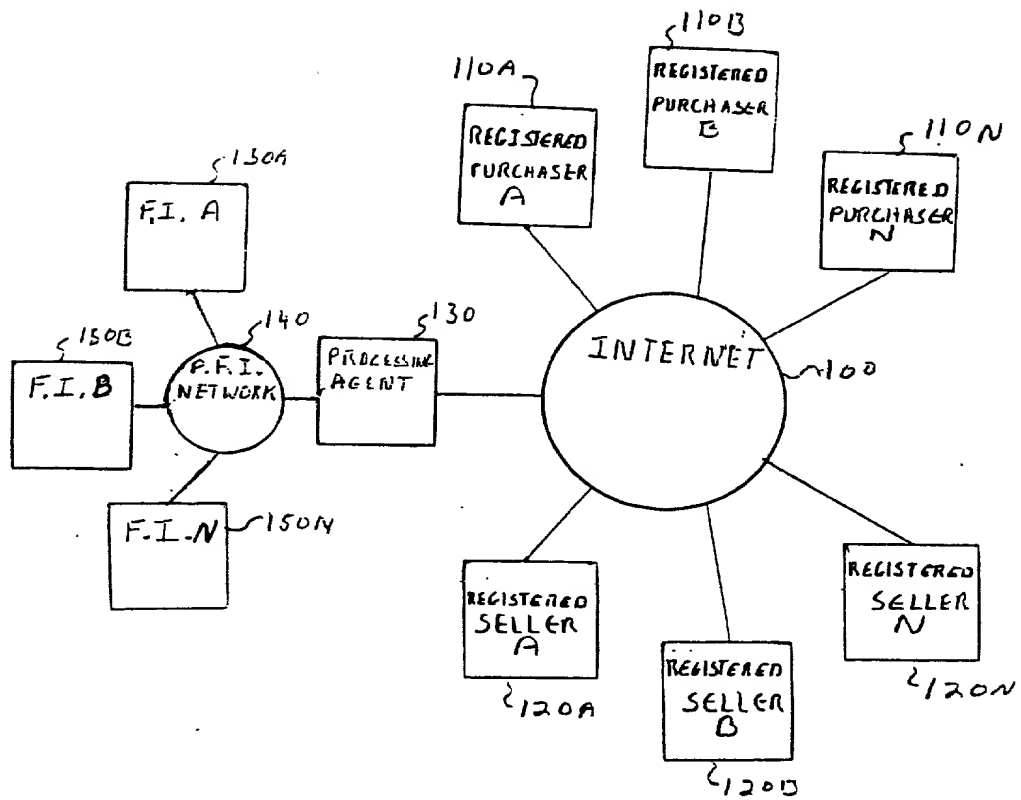 110B
REGISTERED
PURCHASER
B
110A
REGISTERED
PURCHASER
A
110N
REGISTERED
PURCHASER
N
150A
F.I. A
150B
F.I. B
140
P.F.I.
NETWORK
130
PROCESSING
AGENT
INTERNET
100
F.I.N
150N
REGISTERED
SELLER
A
120A
REGISTERED
SELLER
B
120B
REGISTERED
SELLER
N
120N